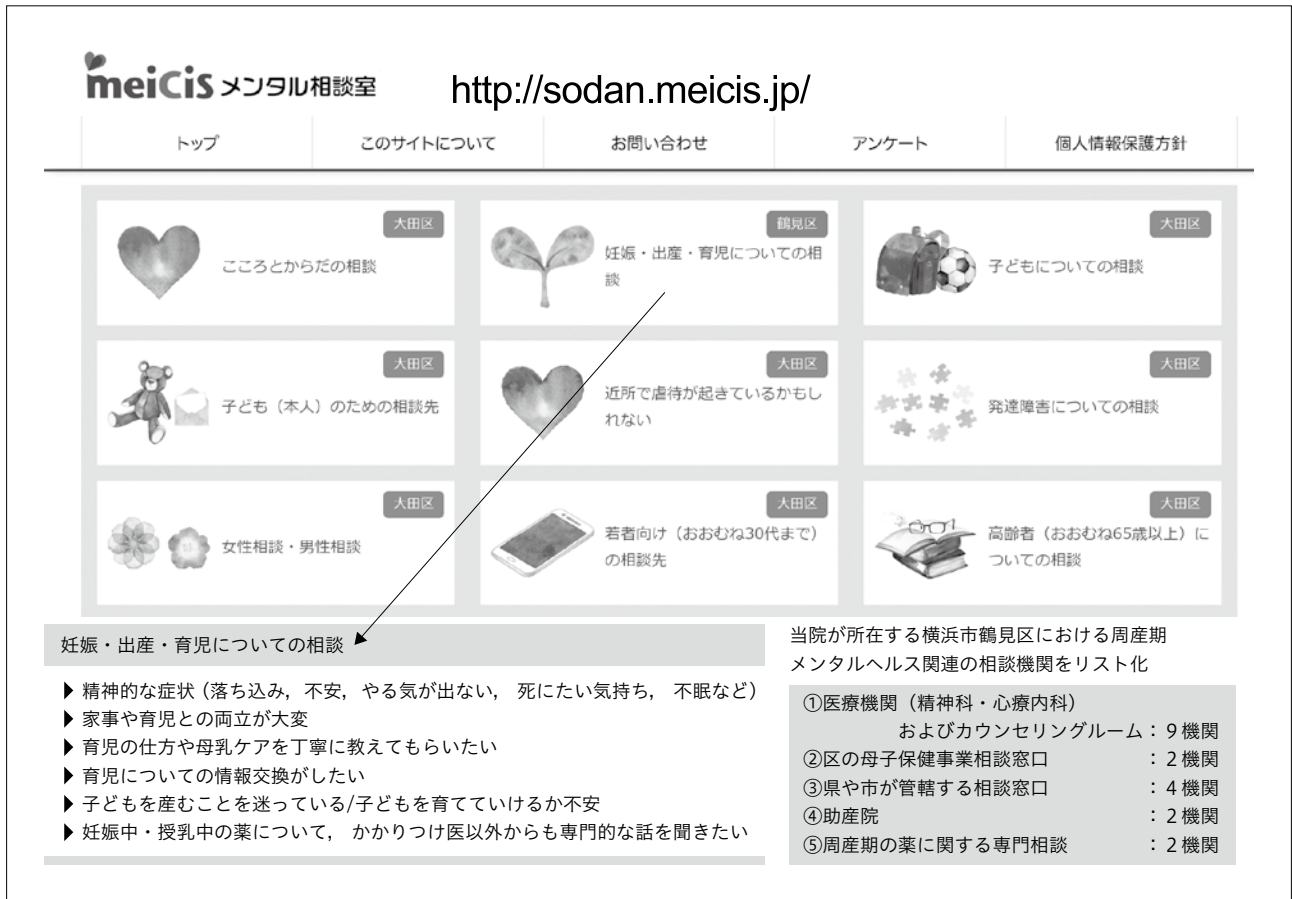 meiCis メンタル相談室
http://sodan.meicis.jp/
トップ
このサイトについて
お問い合わせ
アンケート
個人情報保護方針
大田区
こころとからだの相談
鶴見区
妊娠・出産・育児についての相
談
大田区
子どもについての相談
大田区
子ども（本人）のための相談先
大田区
近所で虐待が起きているかもし
れない
大田区
発達障害についての相談
大田区
女性相談・男性相談
大田区
若者向け（おおむね30代まで）
の相談先
大田区
高齢者（おおむね65歳以上）に
ついての相談
妊娠・出産・育児についての相談
▶ 精神的な症状（落ち込み，不安，やる気が出ない， 死にたい気持ち， 不眠など）
▶ 家事や育児との両立が大変
▶ 育児の仕方や母乳ケアを丁寧に教えてもらいたい
▶ 育児についての情報交換がしたい
▶ 子どもを産むことを迷っている/子どもを育てていけるか不安
▶ 妊娠中・授乳中の薬について， かかりつけ医以外からも専門的な話を聞きたい
当院が所在する横浜市鶴見区における周産期
メンタルヘルス関連の相談機関をリスト化
①医療機関（精神科・心療内科）
およびカウンセリングルーム：9機関
②区の母子保健事業相談窓口 ：2機関
③県や市が管轄する相談窓口 ：4機関
④助産院 ：2機関
⑤周産期の薬に関する専門相談 ：2機関